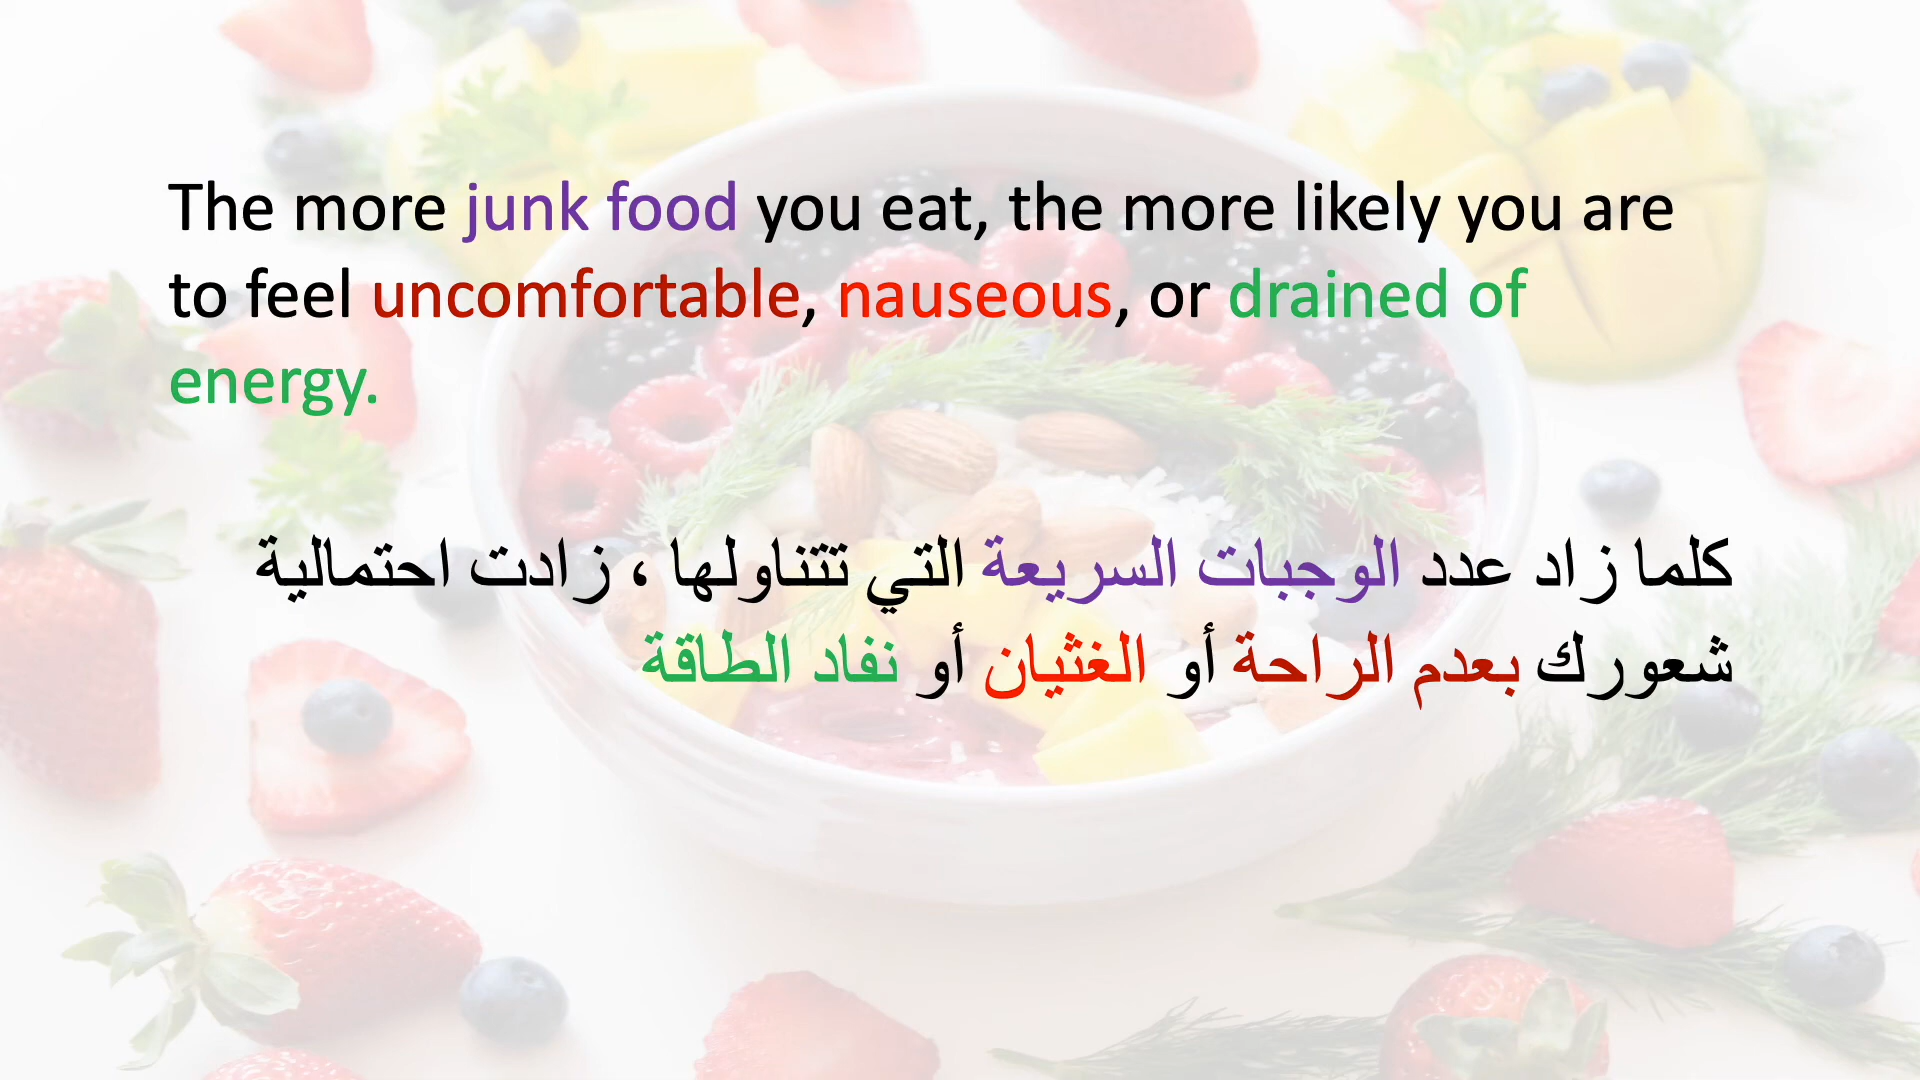 The more junk food you eat, the more likely you are
to feel uncomfortable, nauseous, or drained of
energy.
كلما زاد عدد الوجبات السريعة التي تتناولها ، زادت احتمالية
شعورك بعدم الراحة أو الغثيان أو نفاد الطاقة